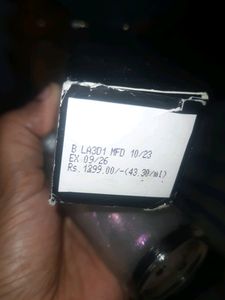 B LA3D1 MFD 10/23
EX 09/26
Rs.1299.00/-(43.30/ml)